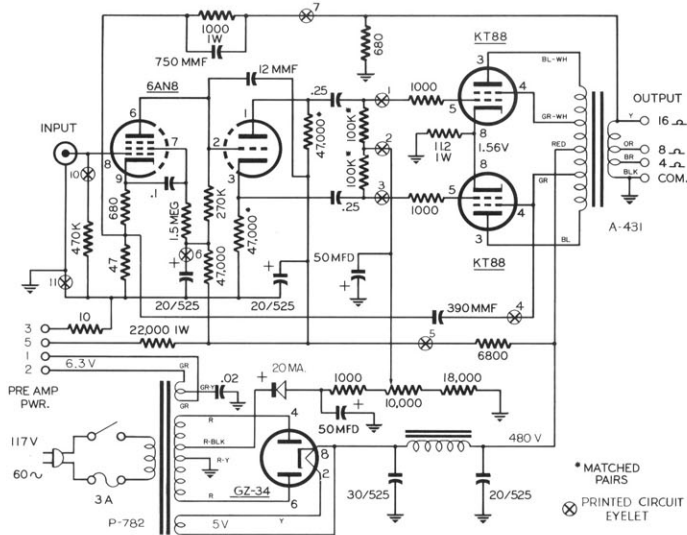 7
1000
1W
750 MMF
680
KT88
3
BL-WH
6AN8
12 MMF
.25
1
1000
5
4
GR-WH
OUTPUT
Y
16
INPUT
6
7
8
9
1
2
3
47,000*
100K*
2
100K*
8
11.2
1W
1.56V
RED
OR
8
BR
4
BLK
COM.
10
.1
680
1.5 MEG
270K
*
47,000
.25
3
1000
8
5
4
GR
A-431
3
BL
KT88
470K
47
6
47,000
50 MFD
+
11
+
20/525
+
20/525
390 MMF
4
10
3
22,000 1W
5
6800
5
1
6.3V
2
GR
GR-Y
.02
GR
20 MA.
+
1000
10,000
18,000
+
50 MFD
PRE AMP
PWR.
117V
60~
3A
P-782
R
R-BLK
R-Y
R
4
8
2
6
GZ-34
5V
Y
480 V
30/525
20/525
* MATCHED
PAIRS
PRINTED CIRCUIT
EYELET